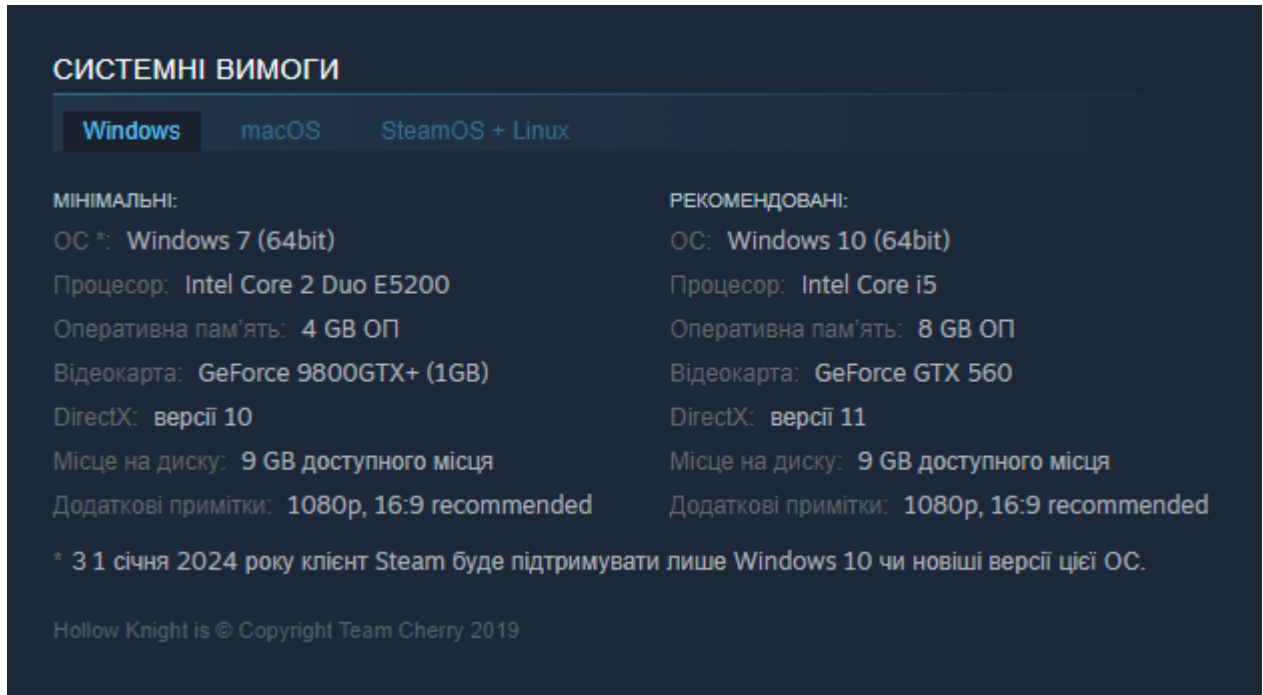 СИСТЕМНІ ВИМОГИ
Windows macOS SteamOS + Linux
МІНІМАЛЬНІ:
ОС *: Windows 7 (64bit)
Процесор: Intel Core 2 Duo E5200
Оперативна пам'ять: 4 GB ОП
Відеокарта: GeForce 9800GTX+ (1GB)
DirectX: версії 10
Місце на диску: 9 GB доступного місця
Додаткові примітки: 1080p, 16:9 recommended
РЕКОМЕНДОВАНІ:
ОС: Windows 10 (64bit)
Процесор: Intel Core i5
Оперативна пам'ять: 8 GB ОП
Відеокарта: GeForce GTX 560
DirectX: версії 11
Місце на диску: 9 GB доступного місця
Додаткові примітки: 1080p, 16:9 recommended
* З 1 січня 2024 року клієнт Steam буде підтримувати лише Windows 10 чи новіші версії цієї ОС.
Hollow Knight is © Copyright Team Cherry 2019